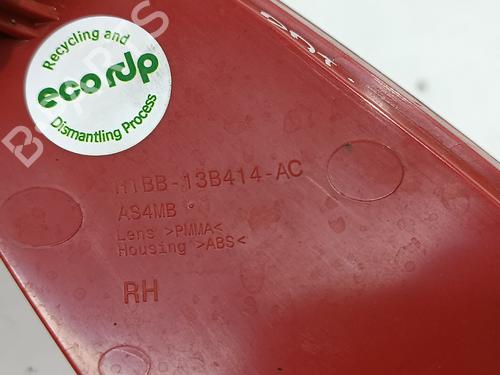 Recycling and
eco rdp
Dismantling Process
H1BB-13B414-AC
AS4MB
Lens >PMMA<
Housing >ABS<
RH